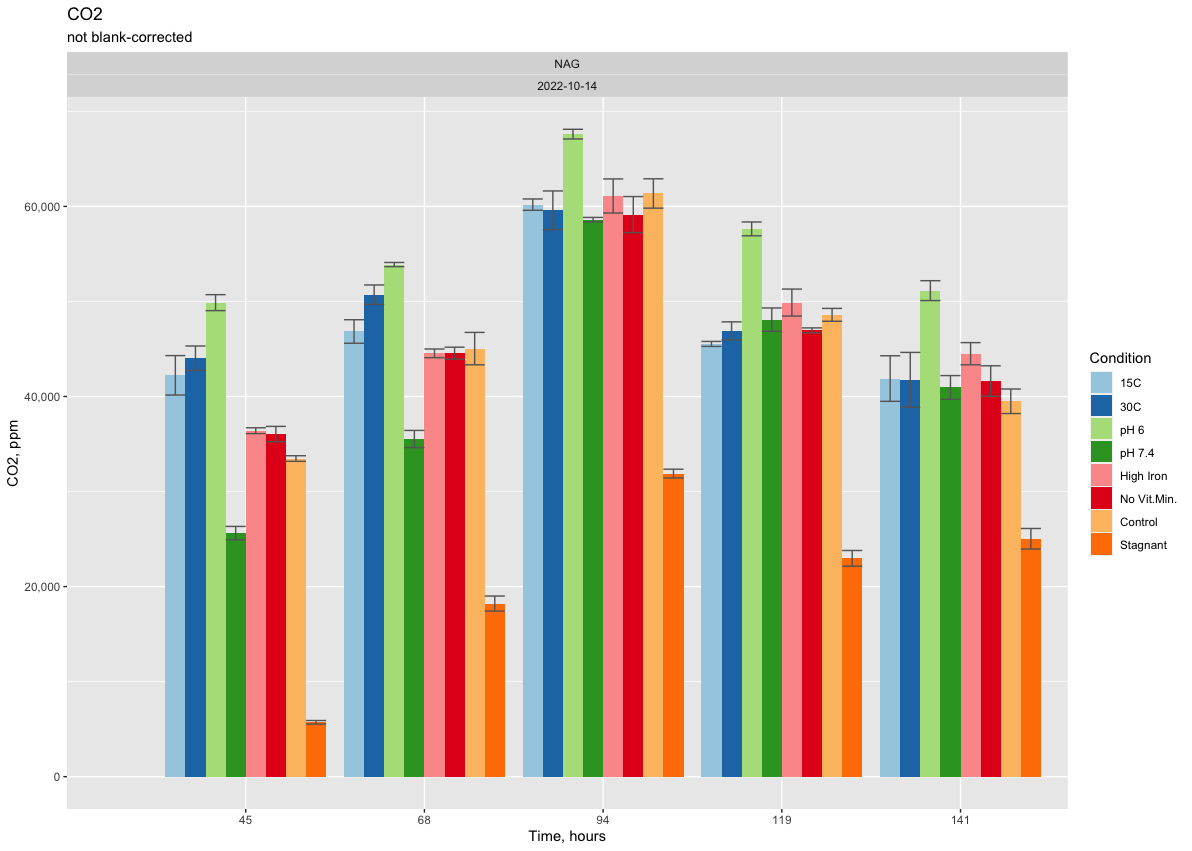 CO2
not blank-corrected
NAG
2022-10-14
60,000
40,000
20,000
0
CO2, ppm
45 68 94 119 141
Time, hours
Condition
15C
30C
pH 6
pH 7.4
High Iron
No Vit.Min.
Control
Stagnant